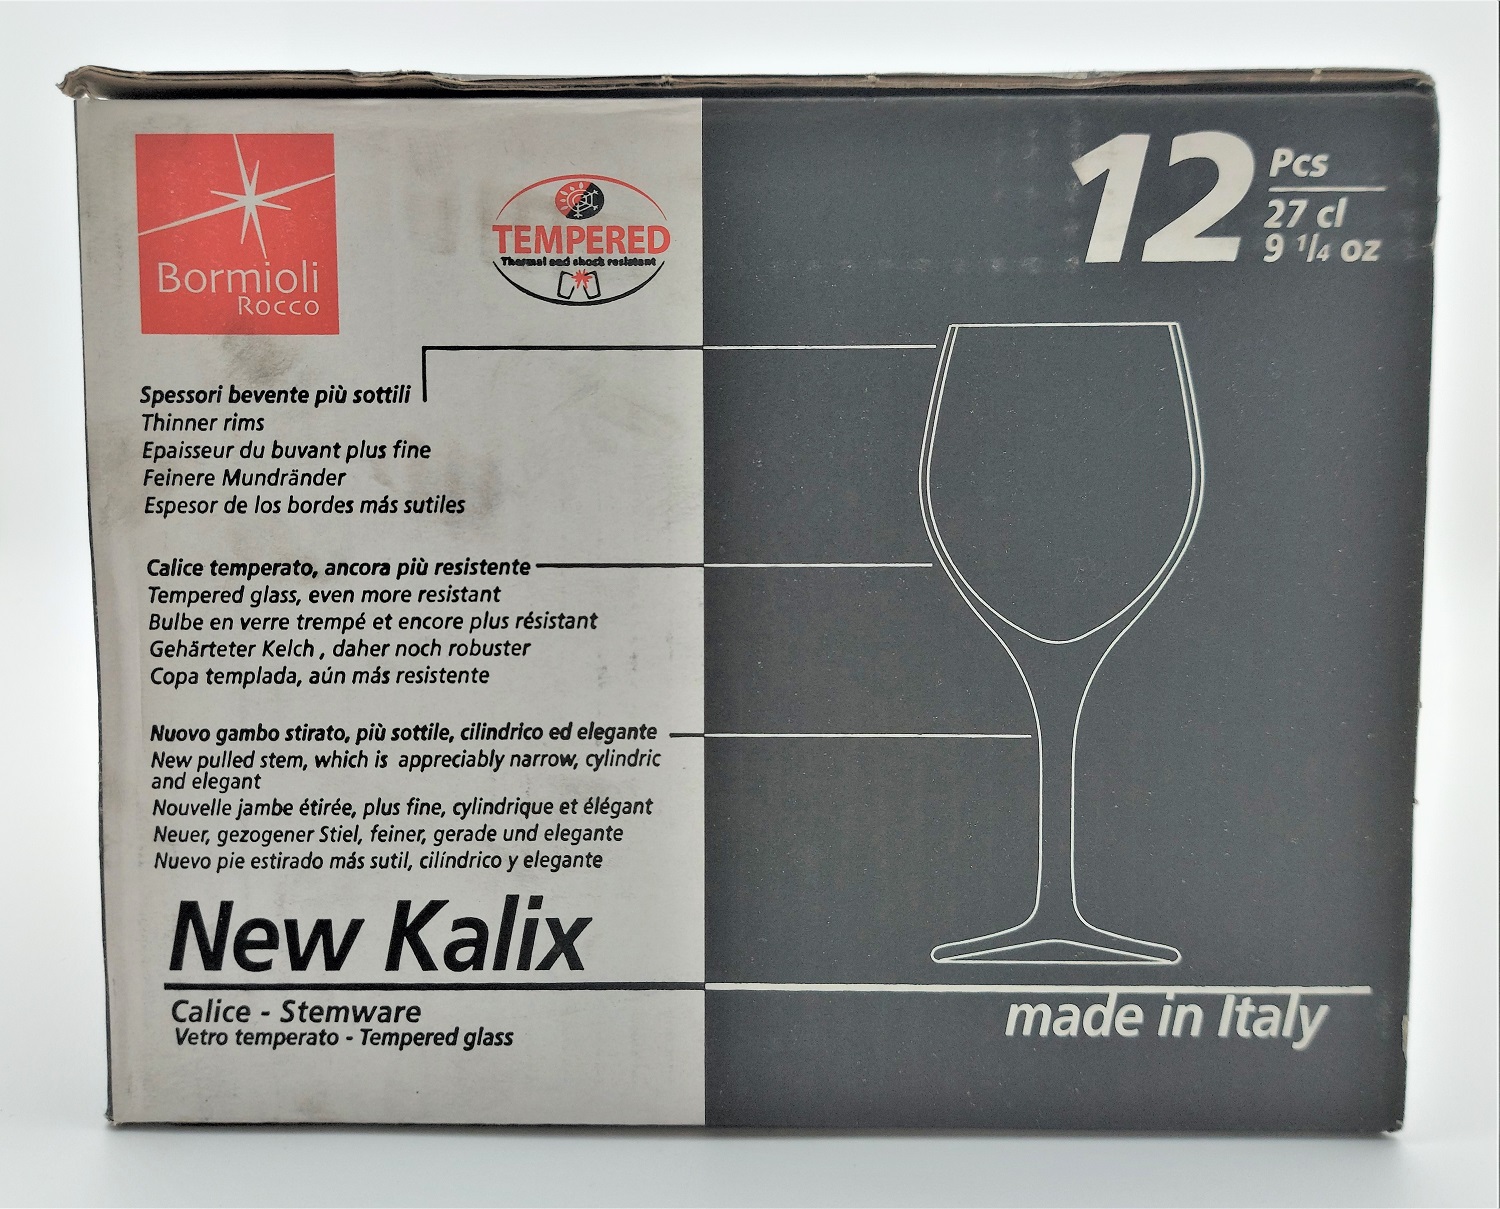 Bormioli
Rocco
TEMPERED
Thermal and shock resistant
12 Pcs
27 cl
9 1/4 oz
Spessori bevente più sottili
Thinner rims
Epaisseur du buvant plus fine
Feinere Mundränder
Espesor de los bordes más sutiles
Calice temperato, ancora più resistente
Tempered glass, even more resistant
Bulbe en verre trempé et encore plus résistant
Gehärteter Kelch , daher noch robuster
Copa templada, aún más resistente
Nuovo gambo stirato, più sottile, cilindrico ed elegante
New pulled stem, which is appreciably narrow, cylindric
and elegant
Nouvelle jambe étirée, plus fine, cylindrique et élégant
Neuer, gezogener Stiel, feiner, gerade und elegante
Nuevo pie estirado más sutil, cilíndrico y elegante
New Kalix
Calice - Stemware
Vetro temperato - Tempered glass
made in Italy